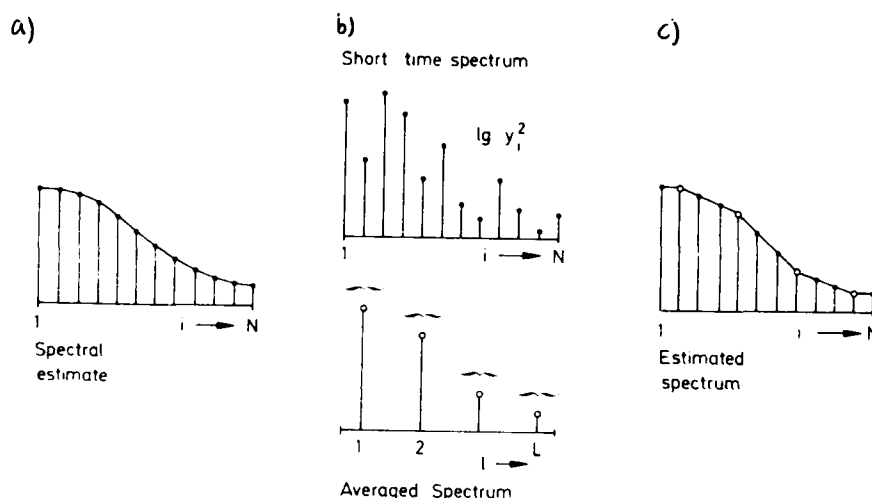 a)
1 i → N
Spectral
estimate
b)
Short time spectrum
lg y_i^2
1 i → N
1 2 L
l →
Averaged Spectrum
c)
1 i → N
Estimated
spectrum